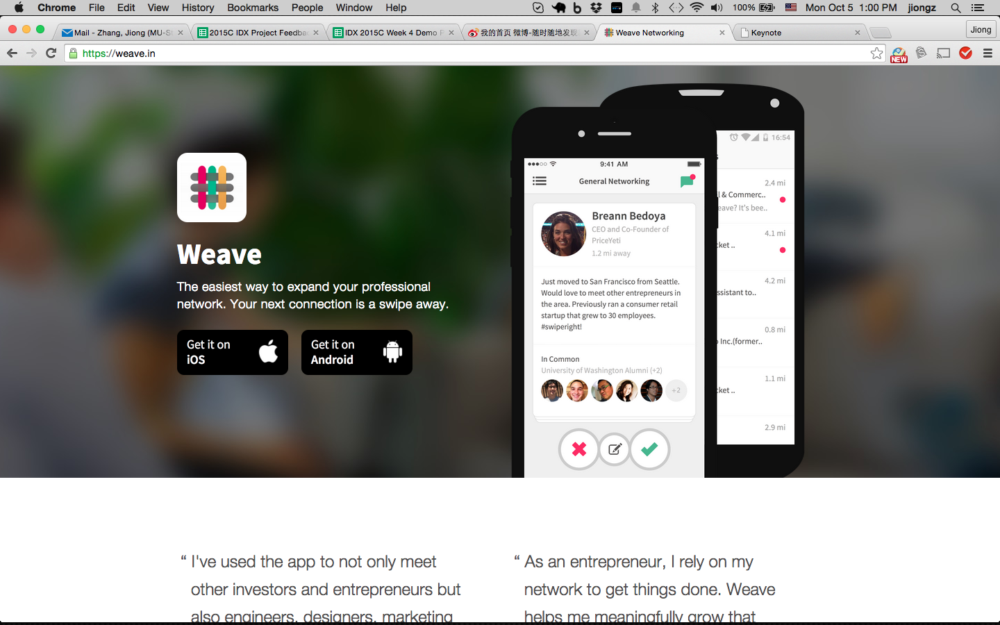 Chrome File Edit View History Bookmarks People Window Help 100% Mon Oct 5 1:00 PM jiongz
Mail - Zhang, Jiong (MU-St
2015C IDX Project Feedbac
IDX 2015C Week 4 Demo F
我的首页 微博-随时随地发现
Weave Networking
Keynote
Jiong
https://weave.in
NEW
Weave
The easiest way to expand your professional
network. Your next connection is a swipe away.
Get it on
iOS
Get it on
Android
9:41 AM
General Networking
Breann Bedoya
CEO and Co-Founder of
PriceYeti
1.2 mi away
Just moved to San Francisco from Seattle.
Would love to meet other entrepreneurs in
the area. Previously ran a consumer retail
startup that grew to 30 employees.
#swiperight!
In Common
University of Washington Alumni (+2)
+2
16:54
s
2.4 mi
l & Commerc..
eave? It's bee..
4.1 mi
ket ..
4.2 mi
ssistant to..
0.8 mi
o Inc.(former..
1.1 mi
ket ..
2.9 mi
“ I've used the app to not only meet
other investors and entrepreneurs but
also engineers, designers, marketing
“ As an entrepreneur, I rely on my
network to get things done. Weave
helps me meaningfully grow that